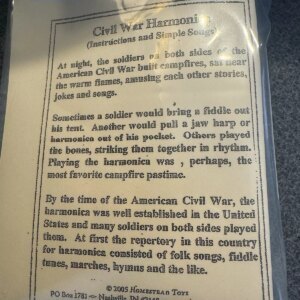 Civil War Harmonica
(Instructions and Simple Songs)
At night, the soldiers on both sides of the
American Civil War built campfires, sat near
the warm flames, amusing each other stories,
jokes and songs.
Sometimes a soldier would bring a fiddle out
his tent. Another would pull a jaw harp or
harmonica out of his pocket. Others played
the bones, striking them together in rhythm.
Playing the harmonica was , perhaps, the
most favorite campfire pastime.
By the time of the American Civil War, the
harmonica was well established in the United
States and many soldiers on both sides played
them. At first the repertory in this country
for harmonica consisted of folk songs, fiddle
tunes, marches, hymns and the like.
© 2005 Homestead Toys
PO Box 1781 — Nashville, IN